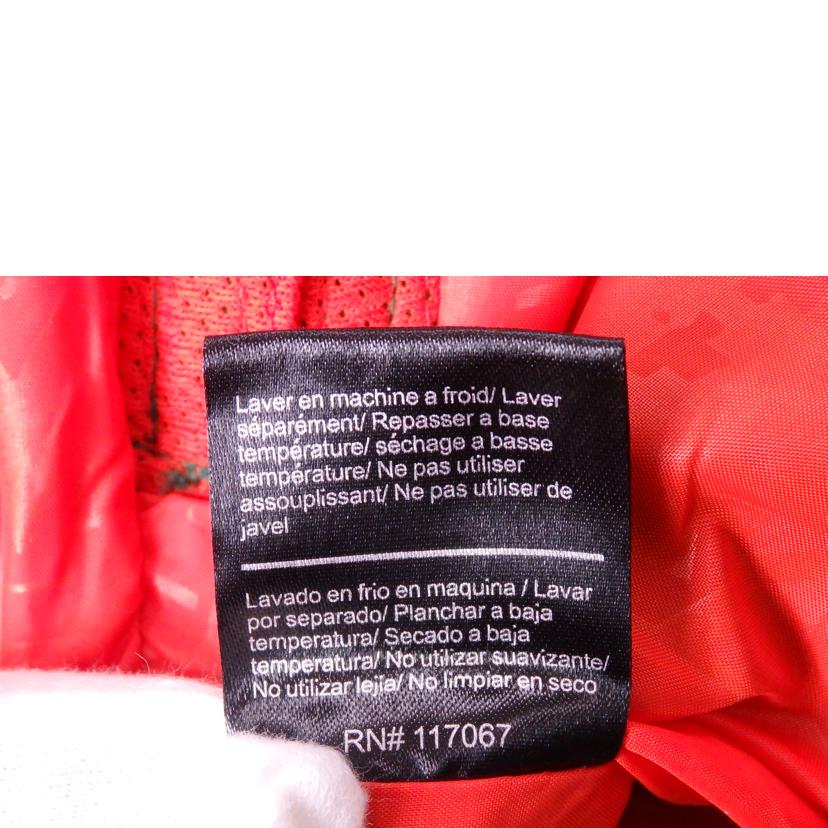 Laver en machine a froid/ Laver
séparément/ Repasser a base
température/ séchage a basse
température/ Ne pas utiliser
assouplissant/ Ne pas utiliser de
javel
Lavado en frio en maquina / Lavar
por separado/ Planchar a baja
temperatura/ Secado a baja
temperatura/ No utilizar suavizante/
No utilizar lejia/ No limpiar en seco
RN# 117067